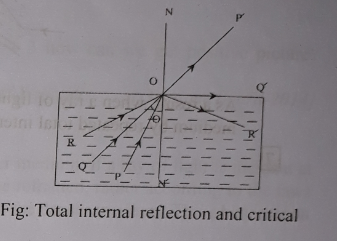 N
P'
O
Q'
Θ
R
R'
Q
P
N'
Fig: Total internal reflection and critical